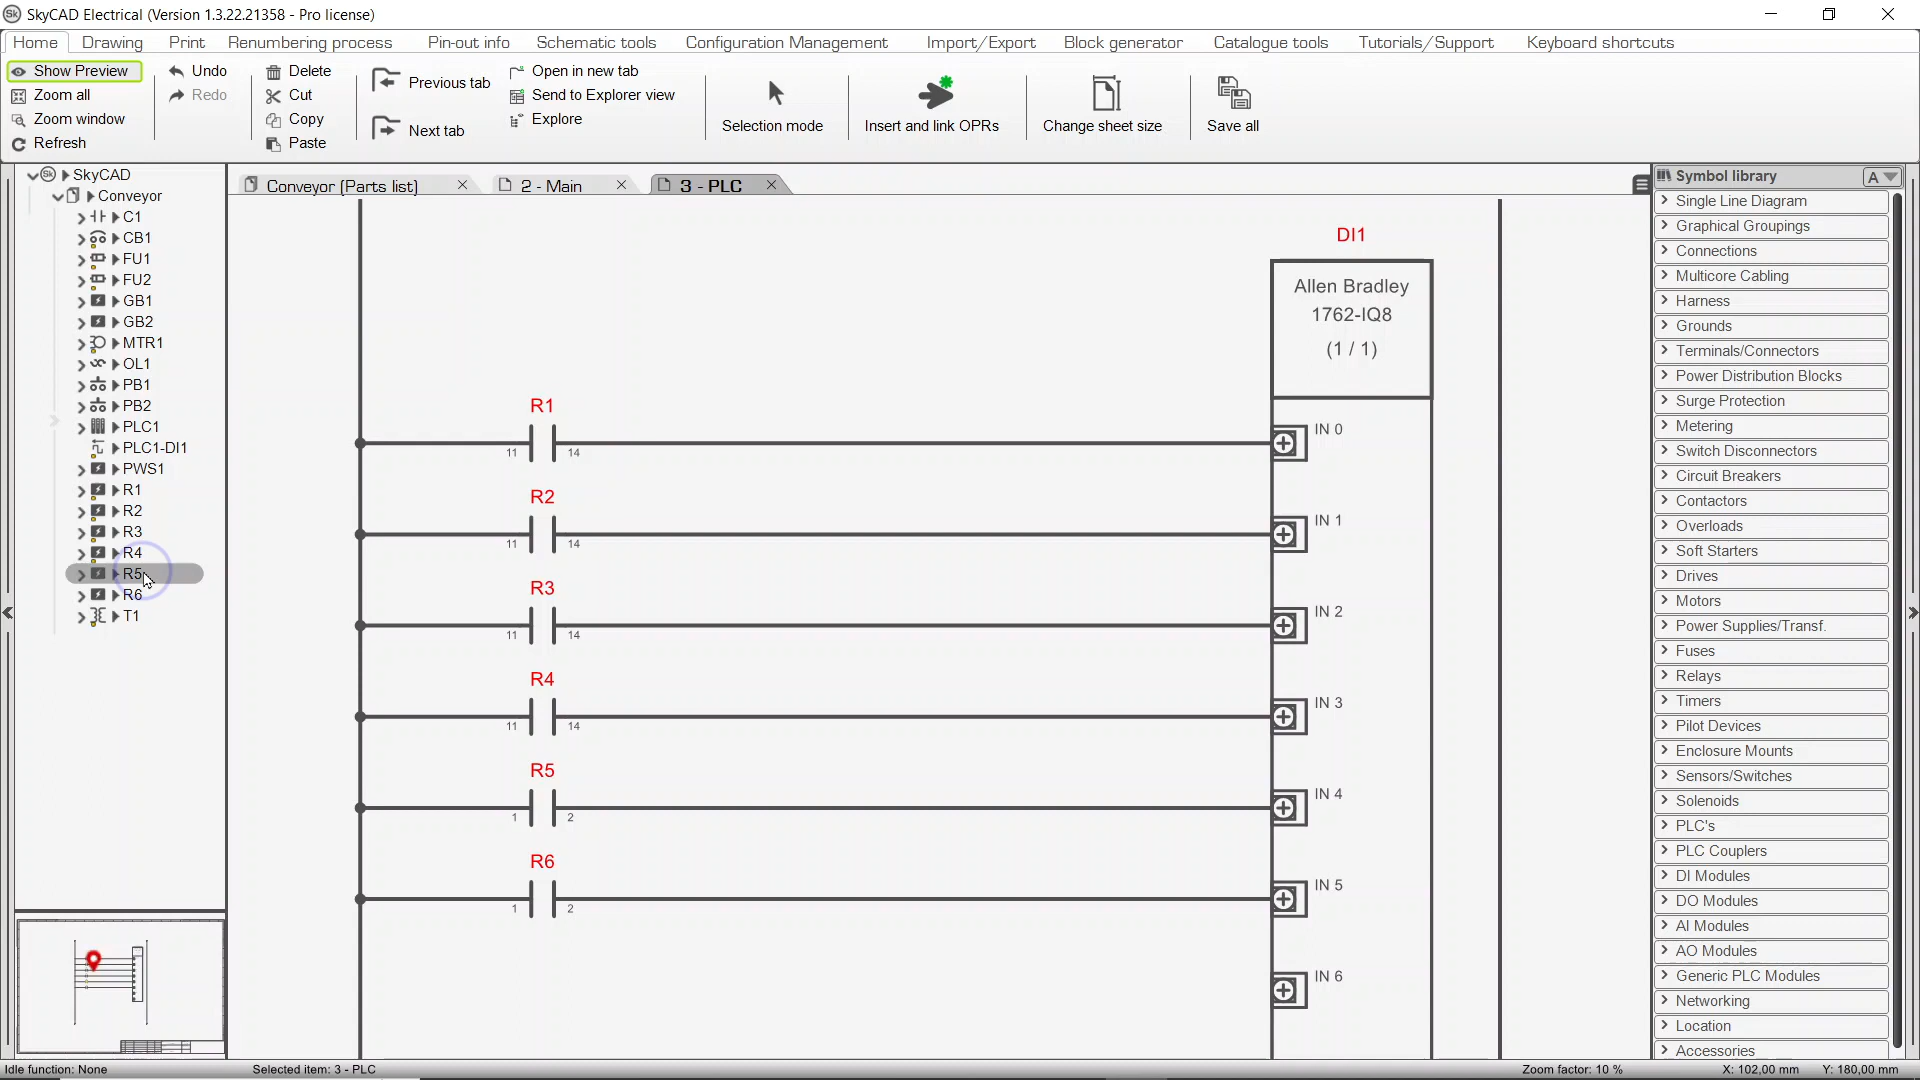 SkyCAD Electrical (Version 1.3.22.21358 - Pro license)
Home Drawing Print Renumbering process Pin-out info Schematic tools Configuration Management Import/Export Block generator Catalogue tools Tutorials/Support Keyboard shortcuts
Show Preview
Zoom all
Zoom window
Refresh
Undo
Redo
Delete
Cut
Copy
Paste
Previous tab
Next tab
Open in new tab
Send to Explorer view
Explore
Selection mode
Insert and link OPRs
Change sheet size
Save all
SkyCAD
Conveyor
C1
CB1
FU1
FU2
GB1
GB2
MTR1
OL1
PB1
PB2
PLC1
PLC1-DI1
PWS1
R1
R2
R3
R4
R5
R6
T1
Conveyor (Parts list)
2 - Main
3 - PLC
DI1
Allen Bradley
1762-IQ8
(1 / 1)
R1
11 14
IN 0
R2
11 14
IN 1
R3
11 14
IN 2
R4
11 14
IN 3
R5
1 2
IN 4
R6
1 2
IN 5
IN 6
Symbol library
A
Single Line Diagram
Graphical Groupings
Connections
Multicore Cabling
Harness
Grounds
Terminals/Connectors
Power Distribution Blocks
Surge Protection
Metering
Switch Disconnectors
Circuit Breakers
Contactors
Overloads
Soft Starters
Drives
Motors
Power Supplies/Transf.
Fuses
Relays
Timers
Pilot Devices
Enclosure Mounts
Sensors/Switches
Solenoids
PLC's
PLC Couplers
DI Modules
DO Modules
AI Modules
AO Modules
Generic PLC Modules
Networking
Location
Accessories
Idle function: None
Selected item: 3 - PLC
Zoom factor: 10 %
X: 102,00 mm
Y: 180,00 mm